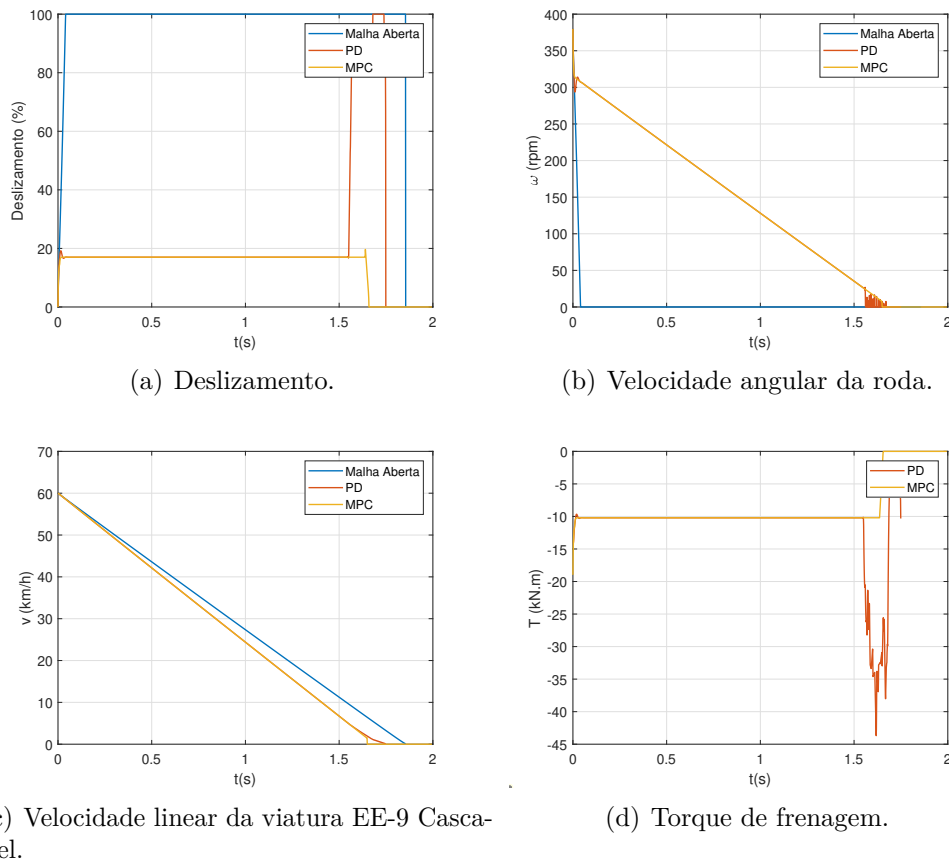 100
80
60
40
20
0
Deslizamento (%)
Malha Aberta
PD
MPC
0
0.5
1
1.5
2
t(s)
(a) Deslizamento.
400
350
300
250
200
150
100
50
0
ω (rpm)
Malha Aberta
PD
MPC
0
0.5
1
1.5
2
t(s)
(b) Velocidade angular da roda.
70
60
50
40
30
20
10
0
v (km/h)
Malha Aberta
PD
MPC
0
0.5
1
1.5
2
t(s)
) Velocidade linear da viatura EE-9 Casca-
el.
0
-5
-10
-15
-20
-25
-30
-35
-40
-45
T (kN.m)
PD
MPC
0
0.5
1
1.5
2
t(s)
(d) Torque de frenagem.